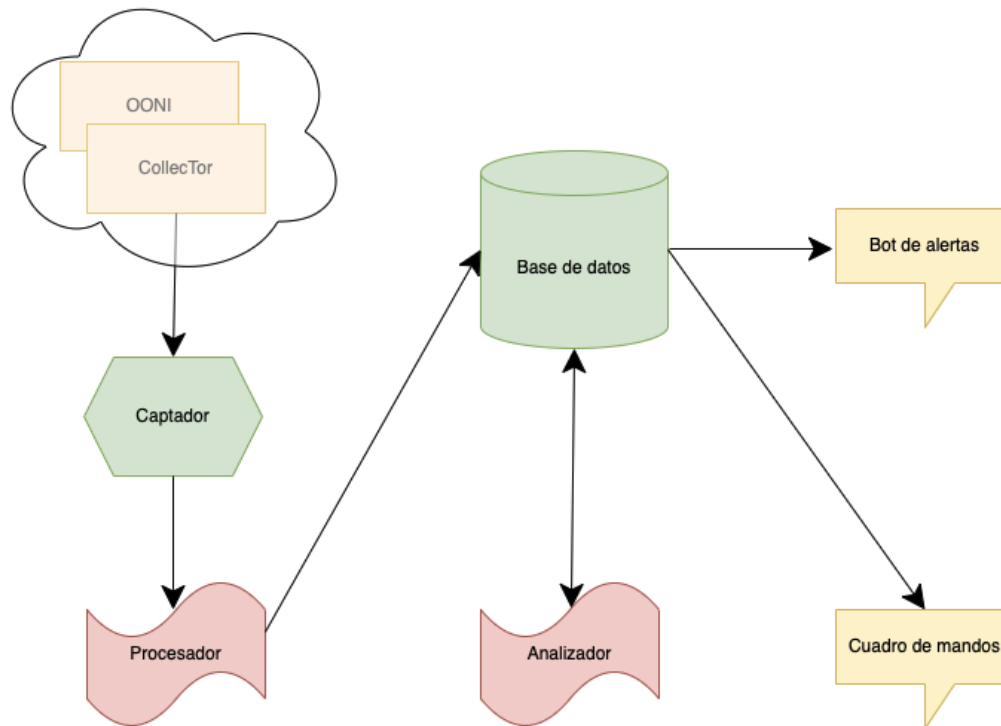 OONI
CollecTor
Base de datos
Bot de alertas
Captador
Procesador
Analizador
Cuadro de mandos